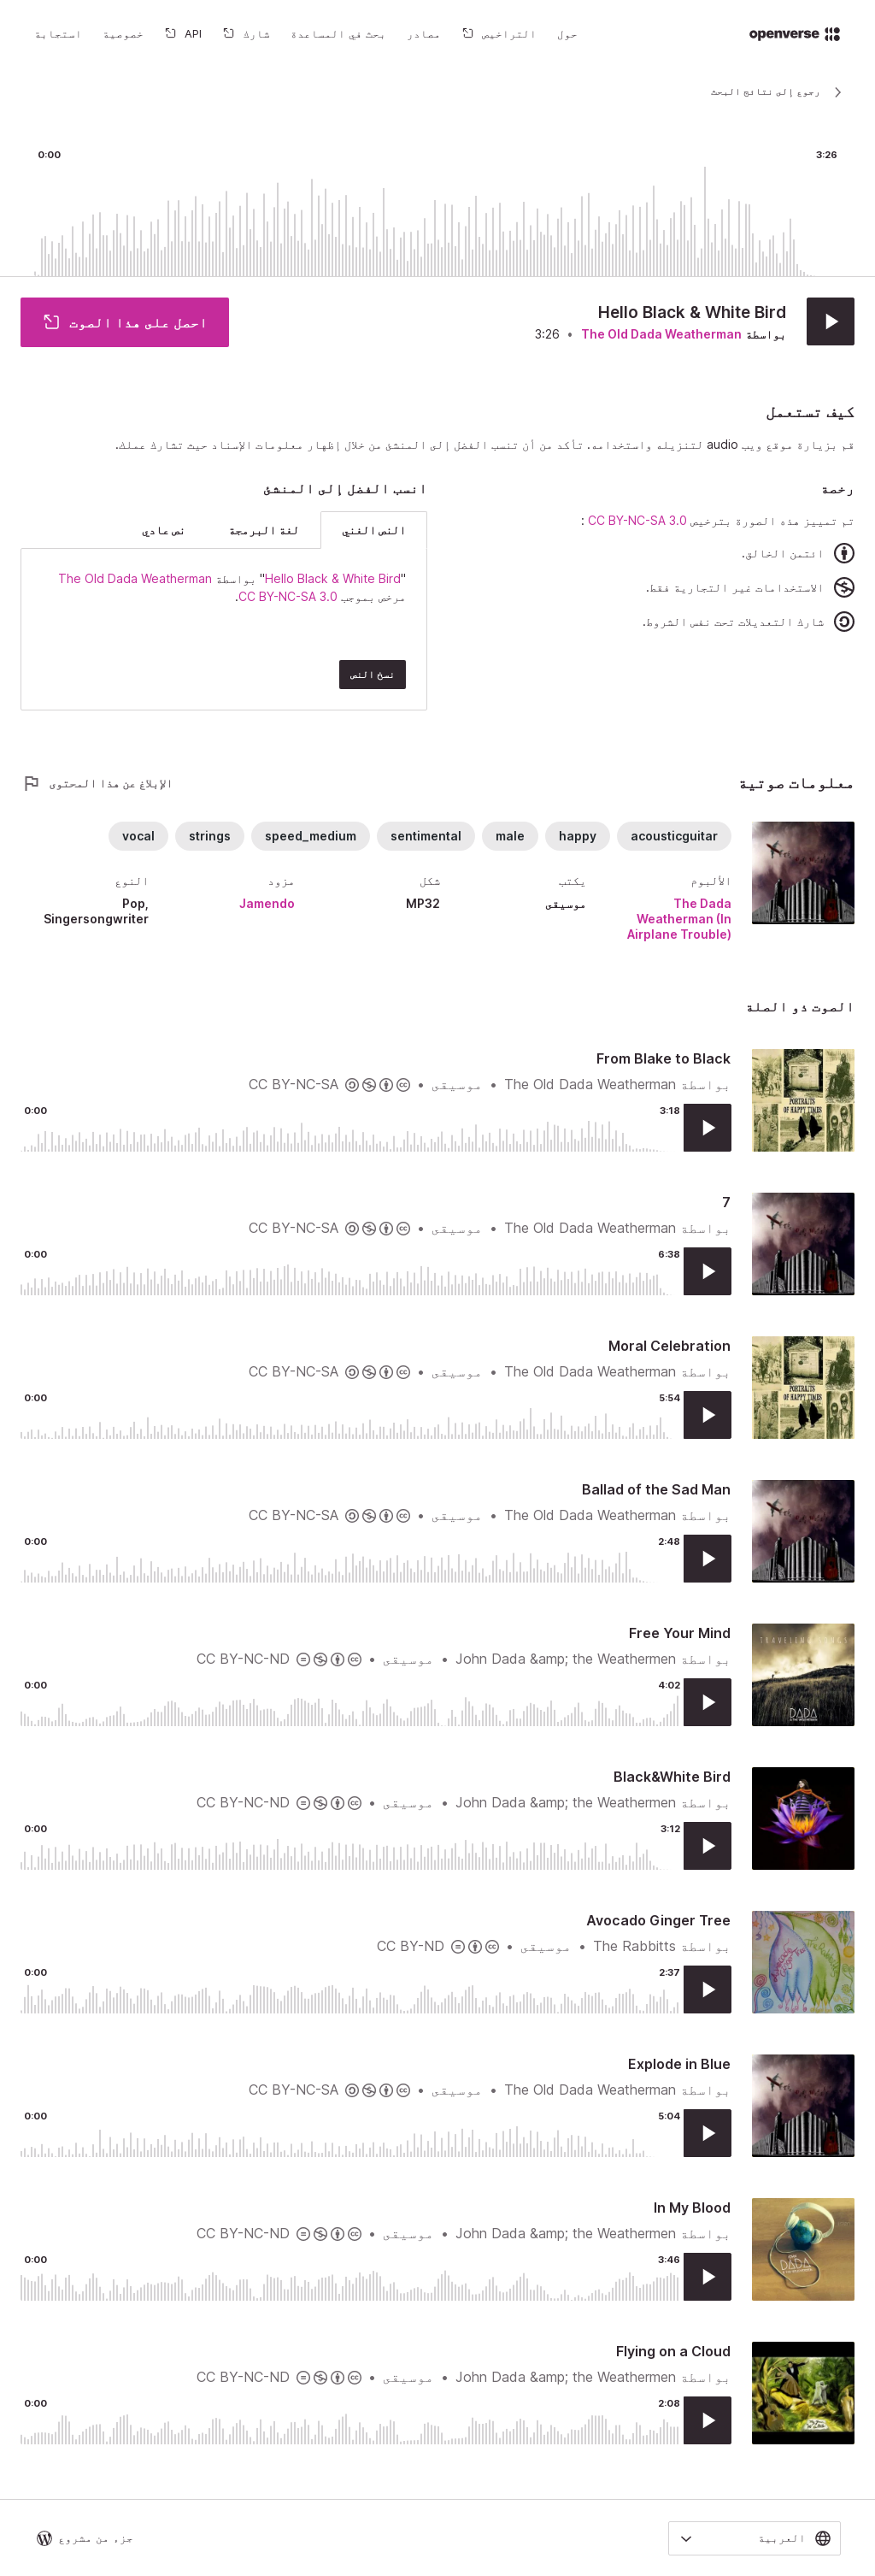 openverse
حول
التراخيص
مصادر
بحث في المساعدة
شارك
API
خصوصية
استجابة
رجوع إلى نتائج البحث
0:00
3:26
Hello Black & White Bird
بواسطة The Old Dada Weatherman • 3:26
احصل على هذا الصوت
كيف تستعمل
قم بزيارة موقع ويب audio لتنزيله واستخدامه. تأكد من أن تنسب الفضل إلى المنشئ من خلال إظهار معلومات الإسناد حيث تشارك عملك.
رخصة
تم تمييز هذه الصورة بترخيص CC BY-NC-SA 3.0 :
ائتمن الخالق.
الاستخدامات غير التجارية فقط.
شارك التعديلات تحت نفس الشروط.
انسب الفضل إلى المنشئ
النص الغني
لغة البرمجة
نص عادي
"Hello Black & White Bird" بواسطة The Old Dada Weatherman
مرخص بموجب CC BY-NC-SA 3.0.
نسخ النص
معلومات صوتية
الإبلاغ عن هذا المحتوى
acousticguitar
happy
male
sentimental
speed_medium
strings
vocal
الألبوم
The Dada
Weatherman (In
Airplane Trouble)
يكتب
موسيقى
شكل
MP32
مزود
Jamendo
النوع
Pop,
Singersongwriter
الصوت ذو الصلة
From Blake to Black
بواسطة The Old Dada Weatherman • موسيقى • CC BY-NC-SA
0:00
3:18
PORTRAITS
OF HAPPY TIMES
7
بواسطة The Old Dada Weatherman • موسيقى • CC BY-NC-SA
0:00
6:38
Moral Celebration
بواسطة The Old Dada Weatherman • موسيقى • CC BY-NC-SA
0:00
5:54
PORTRAITS
OF HAPPY TIMES
Ballad of the Sad Man
بواسطة The Old Dada Weatherman • موسيقى • CC BY-NC-SA
0:00
2:48
Free Your Mind
بواسطة John Dada &amp; the Weathermen • موسيقى • CC BY-NC-ND
0:00
4:02
DADA
Black&White Bird
بواسطة John Dada &amp; the Weathermen • موسيقى • CC BY-NC-ND
0:00
3:12
Avocado Ginger Tree
بواسطة The Rabbitts • موسيقى • CC BY-ND
0:00
2:37
Explode in Blue
بواسطة The Old Dada Weatherman • موسيقى • CC BY-NC-SA
0:00
5:04
In My Blood
بواسطة John Dada &amp; the Weathermen • موسيقى • CC BY-NC-ND
0:00
3:46
DADA
Flying on a Cloud
بواسطة John Dada &amp; the Weathermen • موسيقى • CC BY-NC-ND
0:00
2:08
العربية
جزء من مشروع